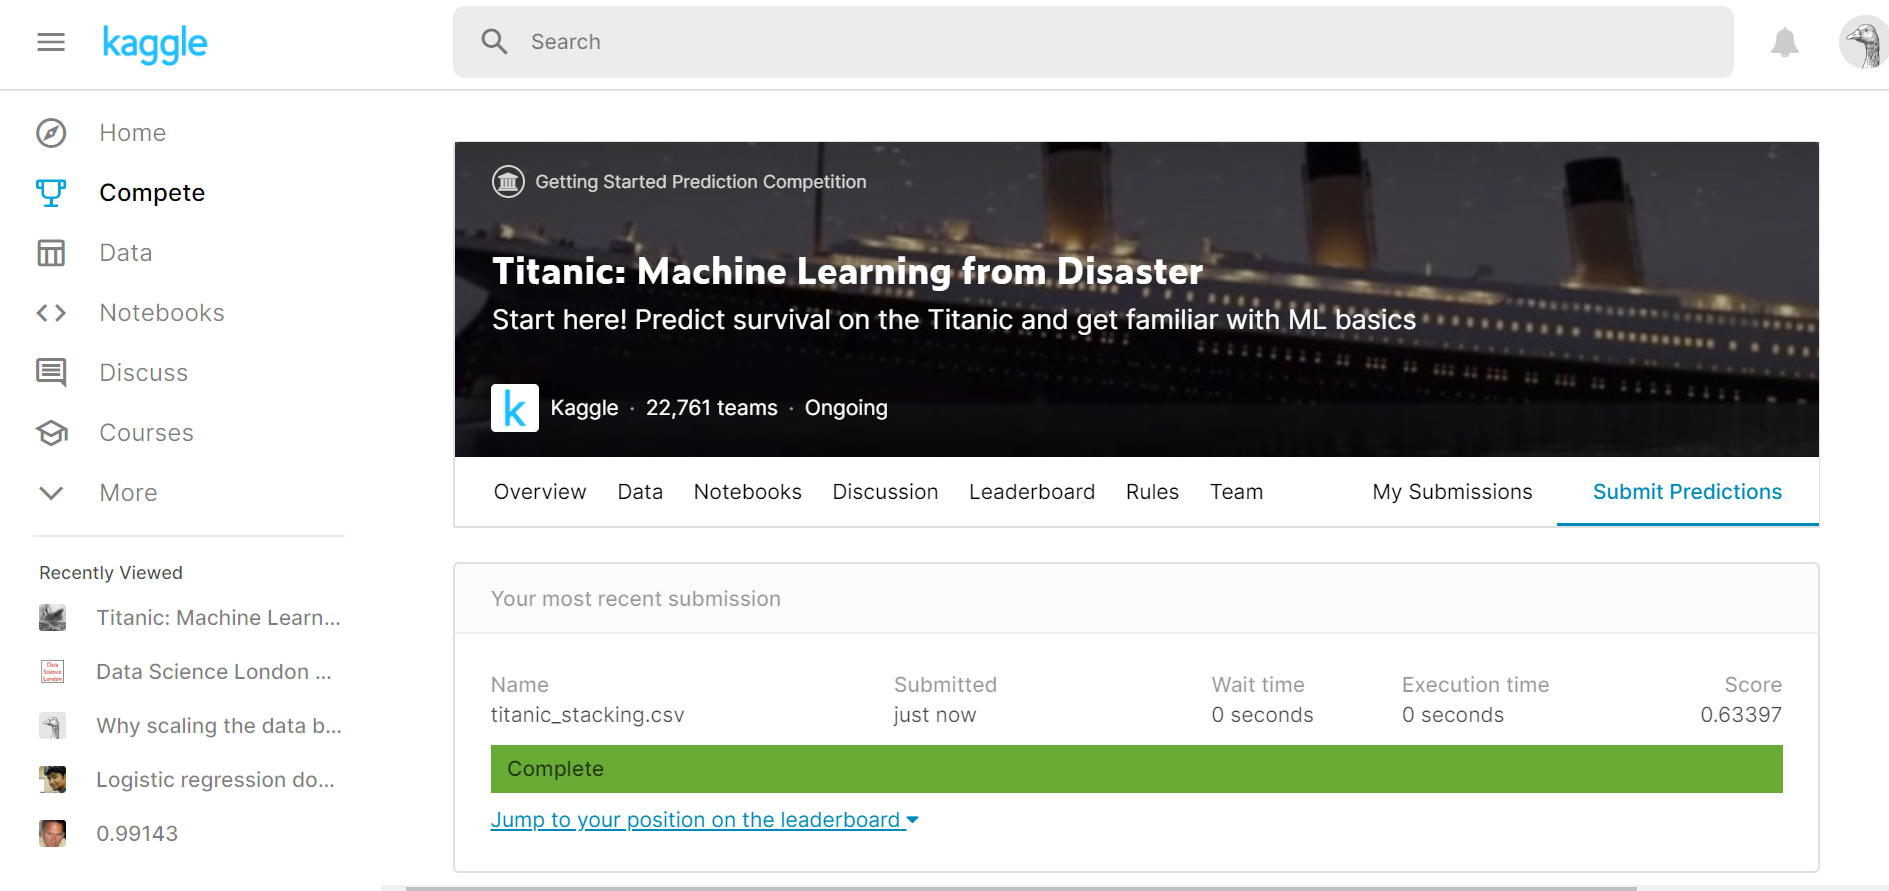 kaggle
Search
Home
Compete
Data
Notebooks
Discuss
Courses
More
Recently Viewed
Titanic: Machine Learn...
Data Science London
Data Science London ...
Why scaling the data b...
Logistic regression do...
0.99143
Getting Started Prediction Competition
Titanic: Machine Learning from Disaster
Start here! Predict survival on the Titanic and get familiar with ML basics
k
Kaggle · 22,761 teams · Ongoing
Overview Data Notebooks Discussion Leaderboard Rules Team My Submissions Submit Predictions
Your most recent submission
Name Submitted Wait time Execution time Score
titanic_stacking.csv just now 0 seconds 0 seconds 0.63397
Complete
Jump to your position on the leaderboard